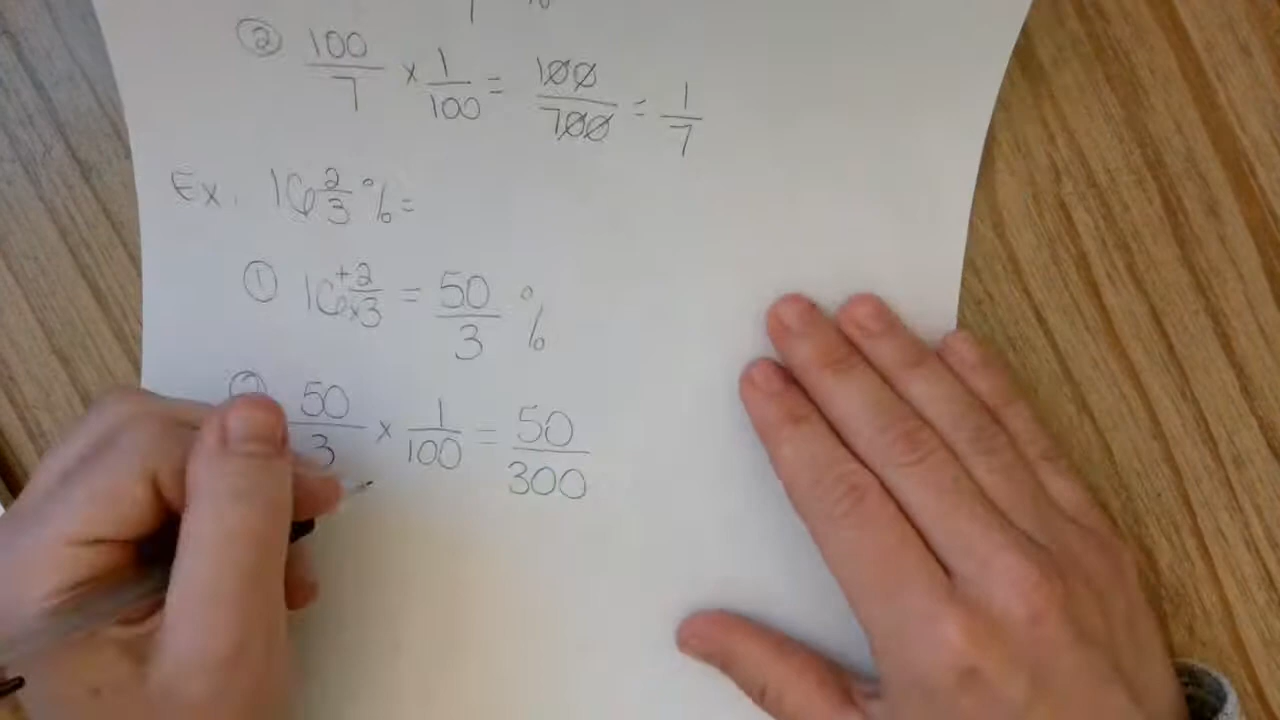 ② 100/7 × 1/100 = 100/700 = 1/7
Ex. 16 2/3 % =
① 16 +2/×3 = 50/3 %
50/3 × 1/100 = 50/300